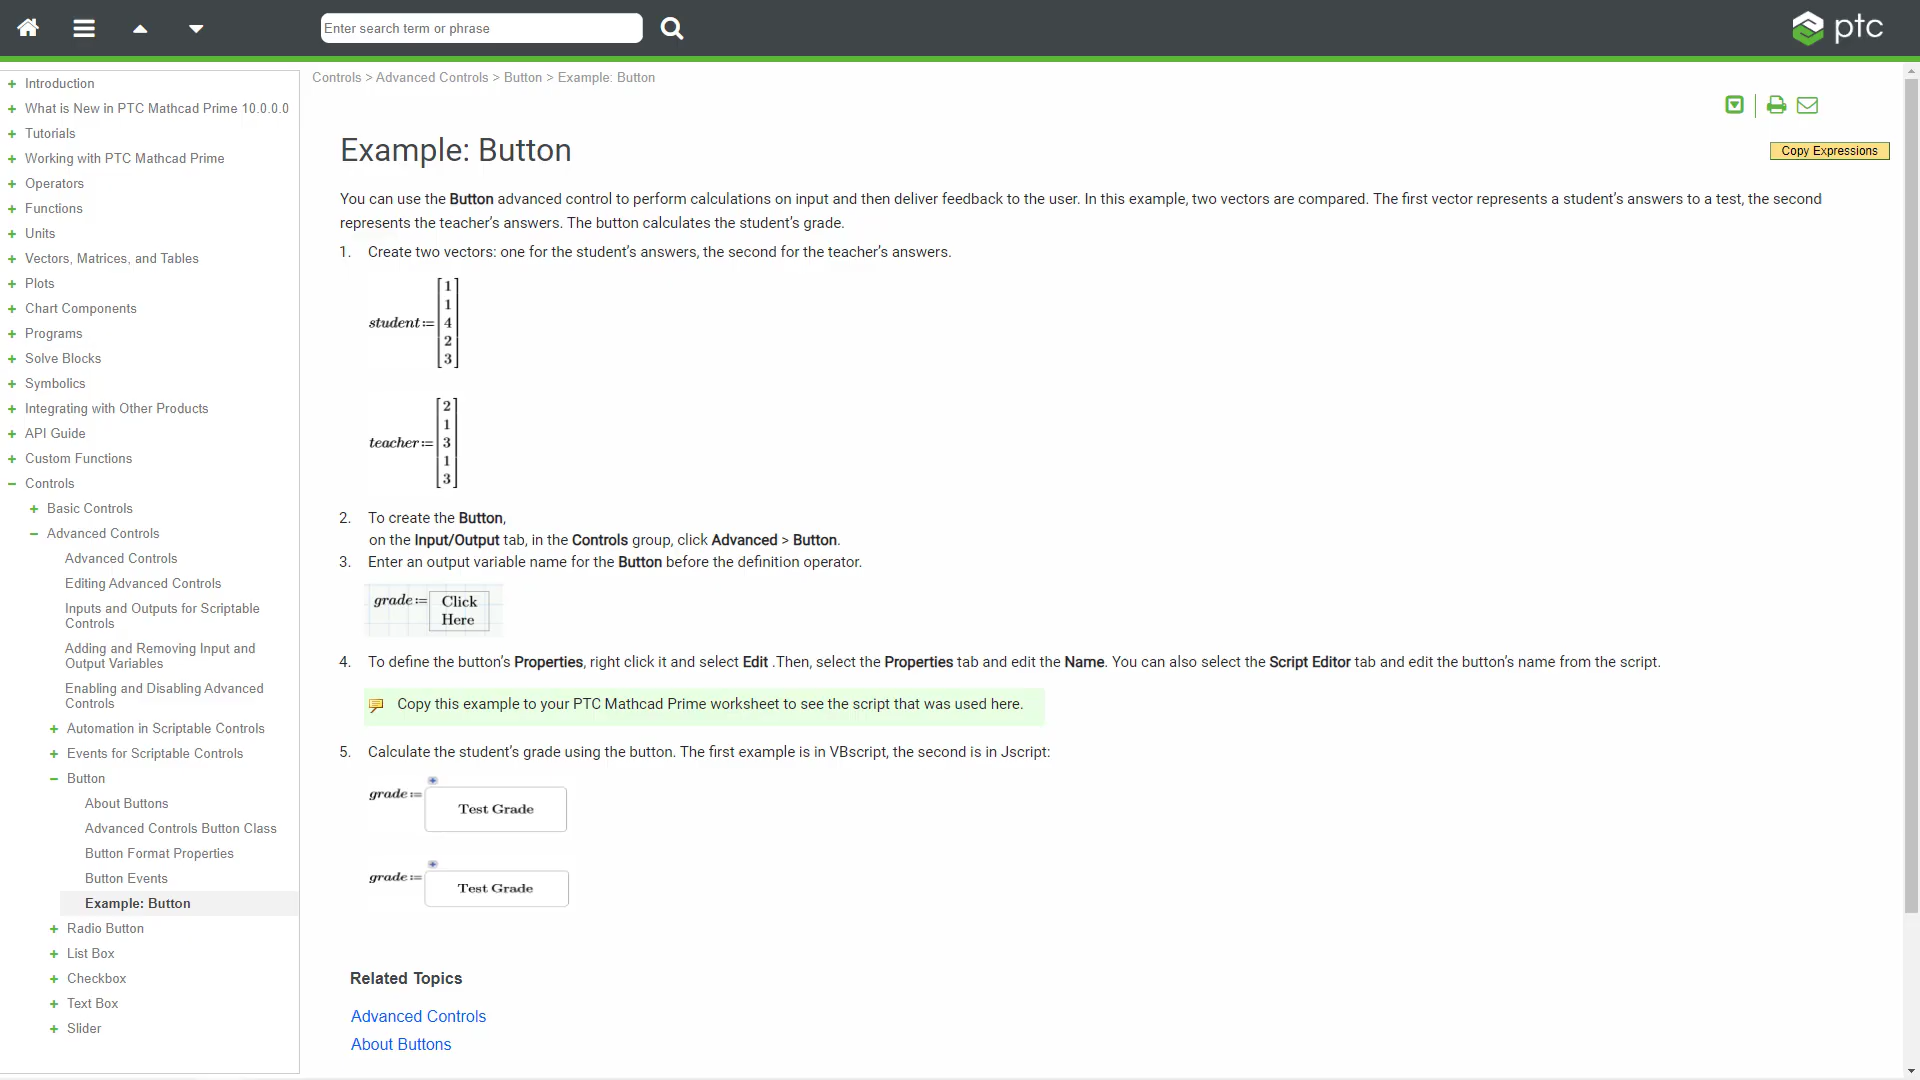 Enter search term or phrase
ptc
Introduction
What is New in PTC Mathcad Prime 10.0.0.0
Tutorials
Working with PTC Mathcad Prime
Operators
Functions
Units
Vectors, Matrices, and Tables
Plots
Chart Components
Programs
Solve Blocks
Symbolics
Integrating with Other Products
API Guide
Custom Functions
Controls
Basic Controls
Advanced Controls
Advanced Controls
Editing Advanced Controls
Inputs and Outputs for Scriptable
Controls
Adding and Removing Input and
Output Variables
Enabling and Disabling Advanced
Controls
Automation in Scriptable Controls
Events for Scriptable Controls
Button
About Buttons
Advanced Controls Button Class
Button Format Properties
Button Events
Example: Button
Radio Button
List Box
Checkbox
Text Box
Slider
Controls > Advanced Controls > Button > Example: Button
Example: Button
Copy Expressions
You can use the Button advanced control to perform calculations on input and then deliver feedback to the user. In this example, two vectors are compared. The first vector represents a student's answers to a test, the second
represents the teacher's answers. The button calculates the student's grade.
1. Create two vectors: one for the student's answers, the second for the teacher's answers.
1
1
student := 4
2
3
2
1
teacher := 3
1
3
2. To create the Button,
on the Input/Output tab, in the Controls group, click Advanced > Button.
3. Enter an output variable name for the Button before the definition operator.
grade := Click
Here
4. To define the button's Properties, right click it and select Edit .Then, select the Properties tab and edit the Name. You can also select the Script Editor tab and edit the button's name from the script.
Copy this example to your PTC Mathcad Prime worksheet to see the script that was used here.
5. Calculate the student's grade using the button. The first example is in VBscript, the second is in Jscript:
grade := Test Grade
grade := Test Grade
Related Topics
Advanced Controls
About Buttons